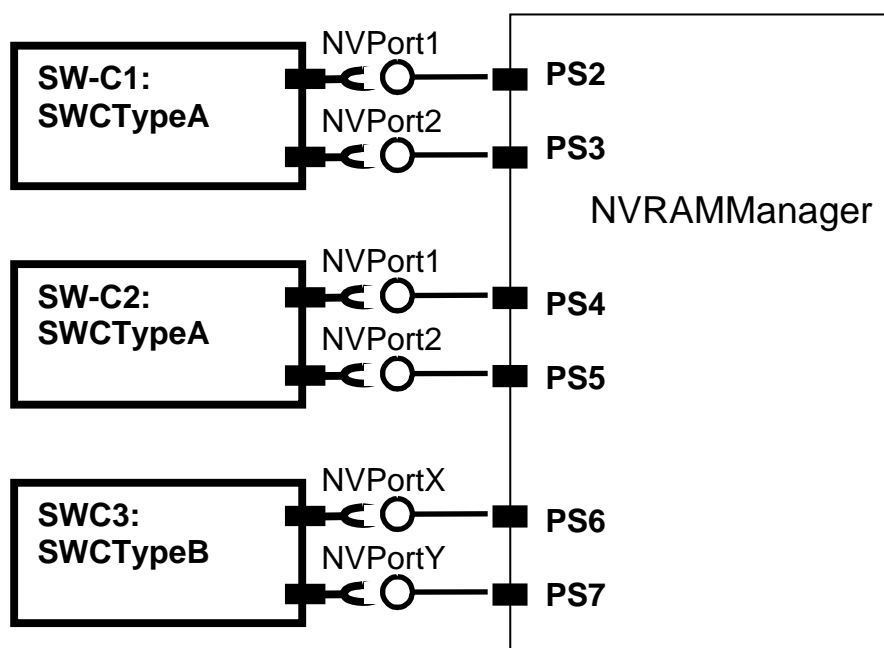 NVPort1
SW-C1:
SWCTypeA
PS2
NVPort2
PS3
NVRAMManager
NVPort1
SW-C2:
SWCTypeA
PS4
NVPort2
PS5
NVPortX
SWC3:
SWCTypeB
PS6
NVPortY
PS7